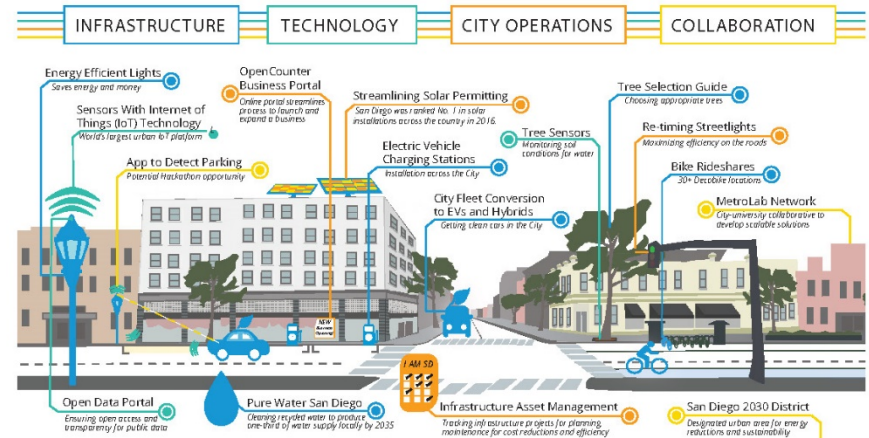 INFRASTRUCTURE
TECHNOLOGY
CITY OPERATIONS
COLLABORATION
Energy Efficient Lights
Saves energy and money
Sensors With Internet of
Things (IoT) Technology
World's largest urban IoT platform
App to Detect Parking
Potential Hackathon opportunity
OpenCounter
Business Portal
Online portal streamlines
process to launch and
expand a business
Streamlining Solar Permitting
San Diego was ranked No. 1 in solar
installations across the country in 2016.
Electric Vehicle
Charging Stations
Installation across the City
City Fleet Conversion
to EVs and Hybrids
Getting clean cars in the City
Tree Sensors
Monitoring soil
conditions for water
Tree Selection Guide
Choosing appropriate trees
Re-timing Streetlights
Maximizing efficiency on the roads
Bike Rideshares
30+ Decobike locations
MetroLab Network
City-university collaborative to
develop scalable solutions
NEW
I AM SD
Open Data Portal
Ensuring open access and
transparency for public data
Pure Water San Diego
Cleaning recycled water to produce
one-third of water supply locally by 2035
Infrastructure Asset Management
Tracking infrastructure projects for planning,
maintenance for cost reductions and efficiency
San Diego 2030 District
Designated urban area for energy
reductions and sustainability